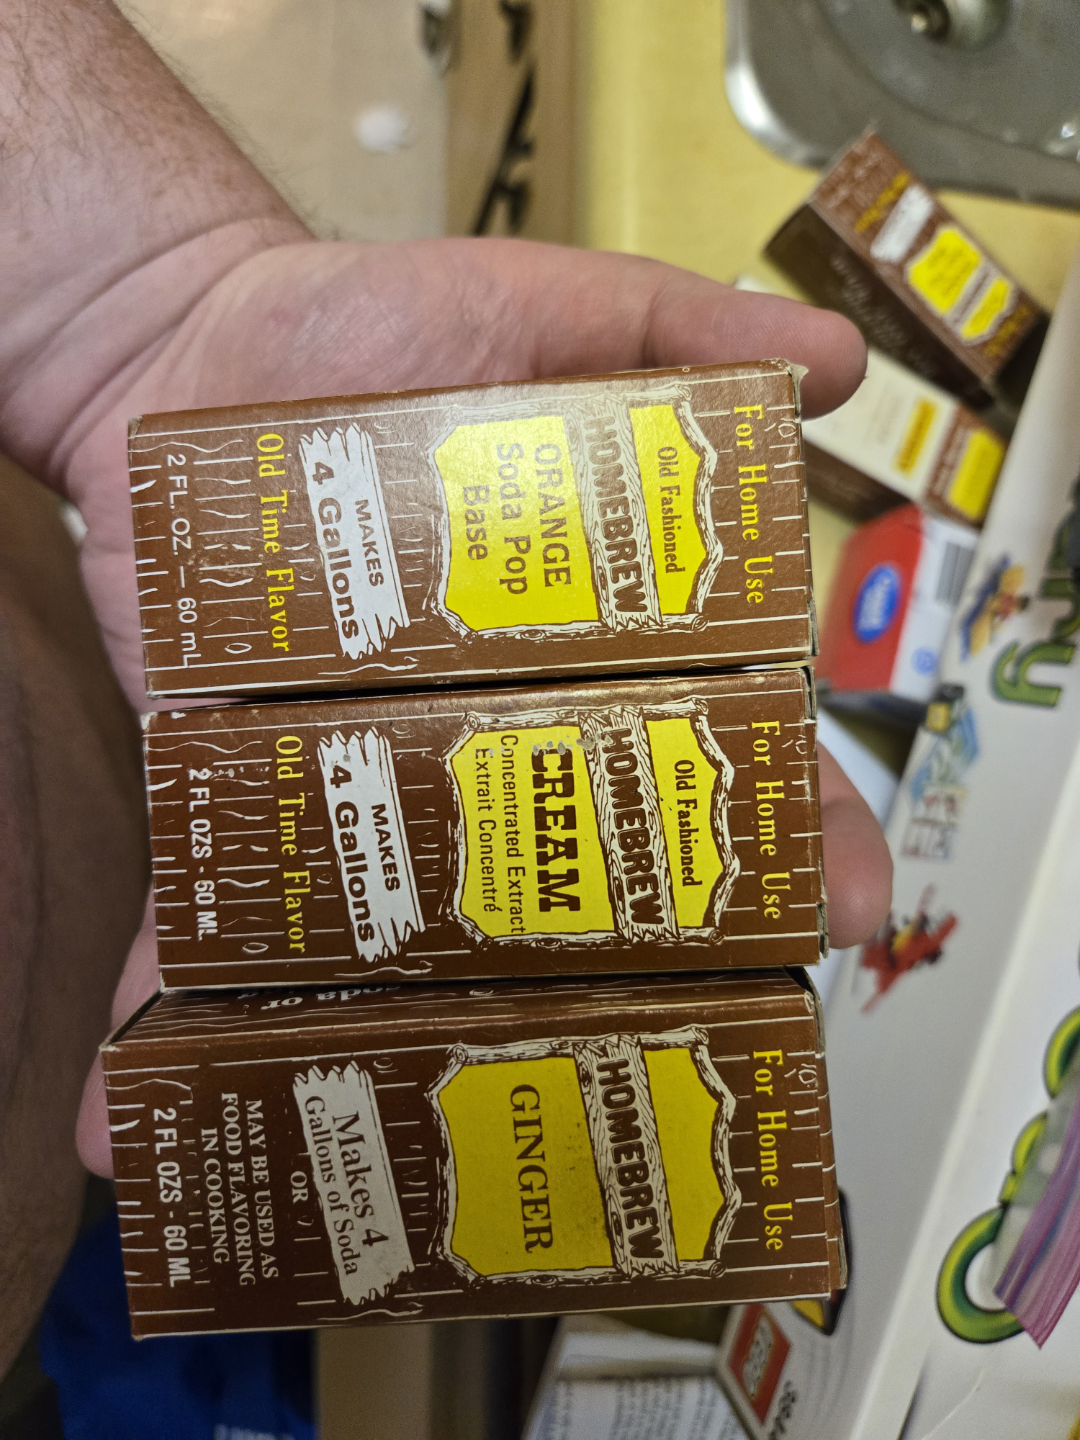 For Home Use
Old Fashioned
HOMEBREW
ORANGE
Soda Pop
Base
MAKES
4 Gallons
Old Time Flavor
2 FL. OZ. — 60 mL
For Home Use
Old Fashioned
HOMEBREW
CREAM
Concentrated Extract
Extrait Concentré
MAKES
4 Gallons
Old Time Flavor
2 FL OZS - 60 ML
For Home Use
HOMEBREW
GINGER
Makes 4
Gallons of Soda
OR
MAY BE USED AS
FOOD FLAVORING
IN COOKING
2 FL OZS - 60 ML
soda or